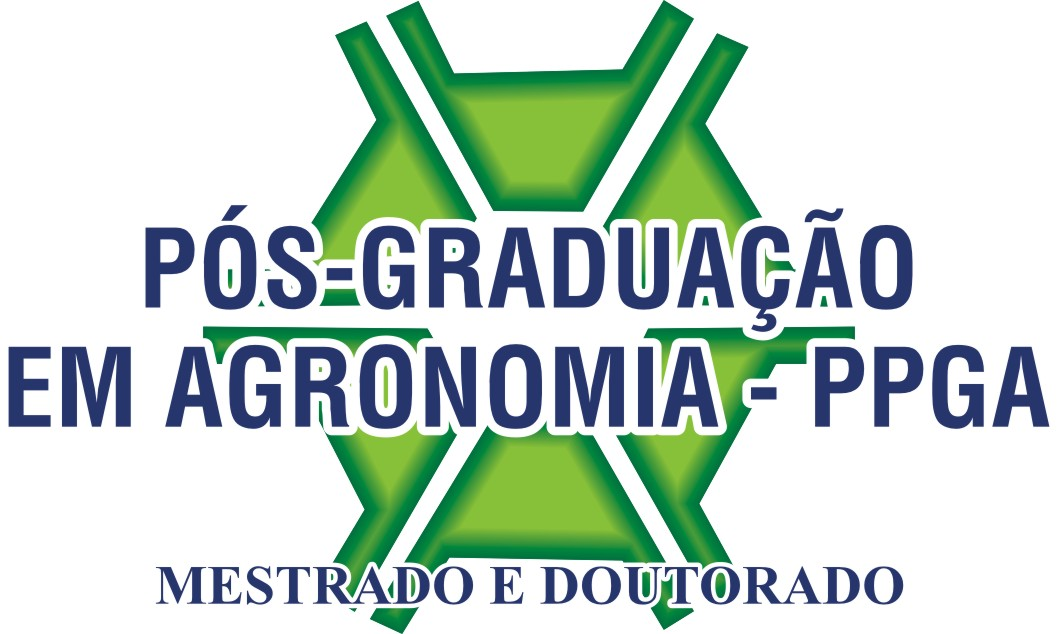 PÓS-GRADUAÇÃO
EM AGRONOMIA - PPGA
MESTRADO E DOUTORADO